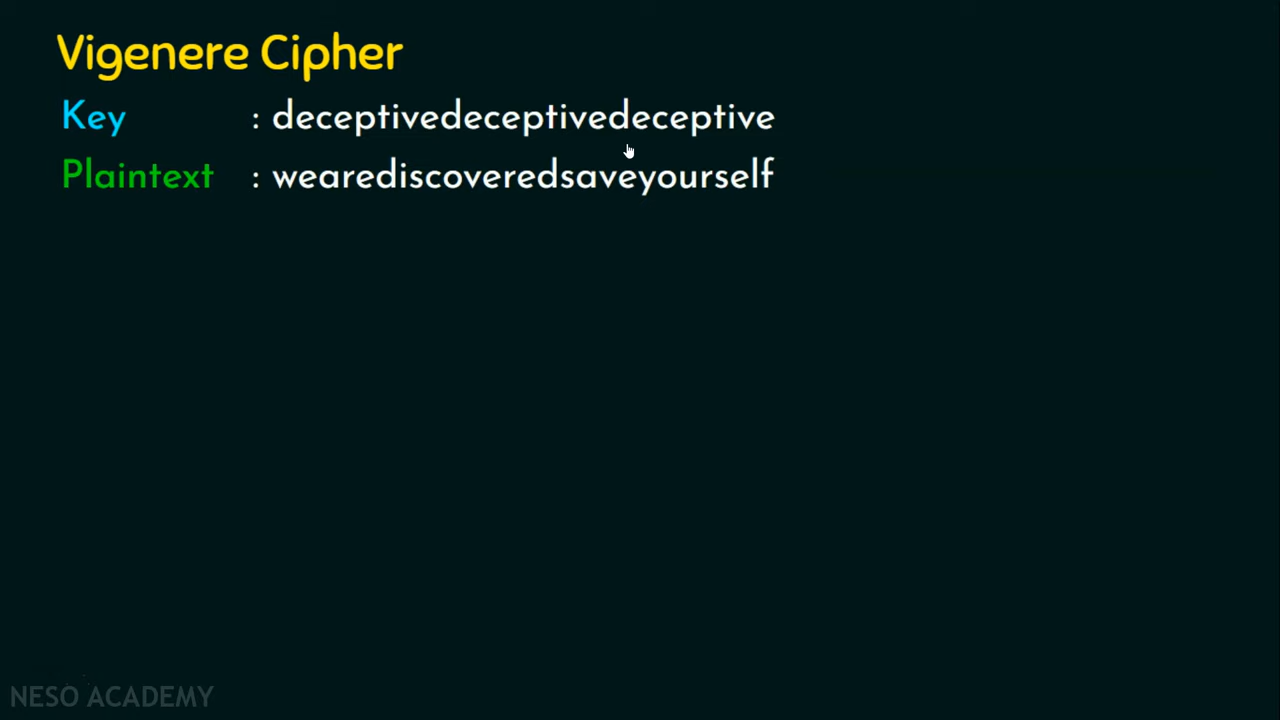 Vigenere Cipher
Key : deceptivedeceptivedeceptive
Plaintext : wearediscoveredsaveyourself
NESO ACADEMY